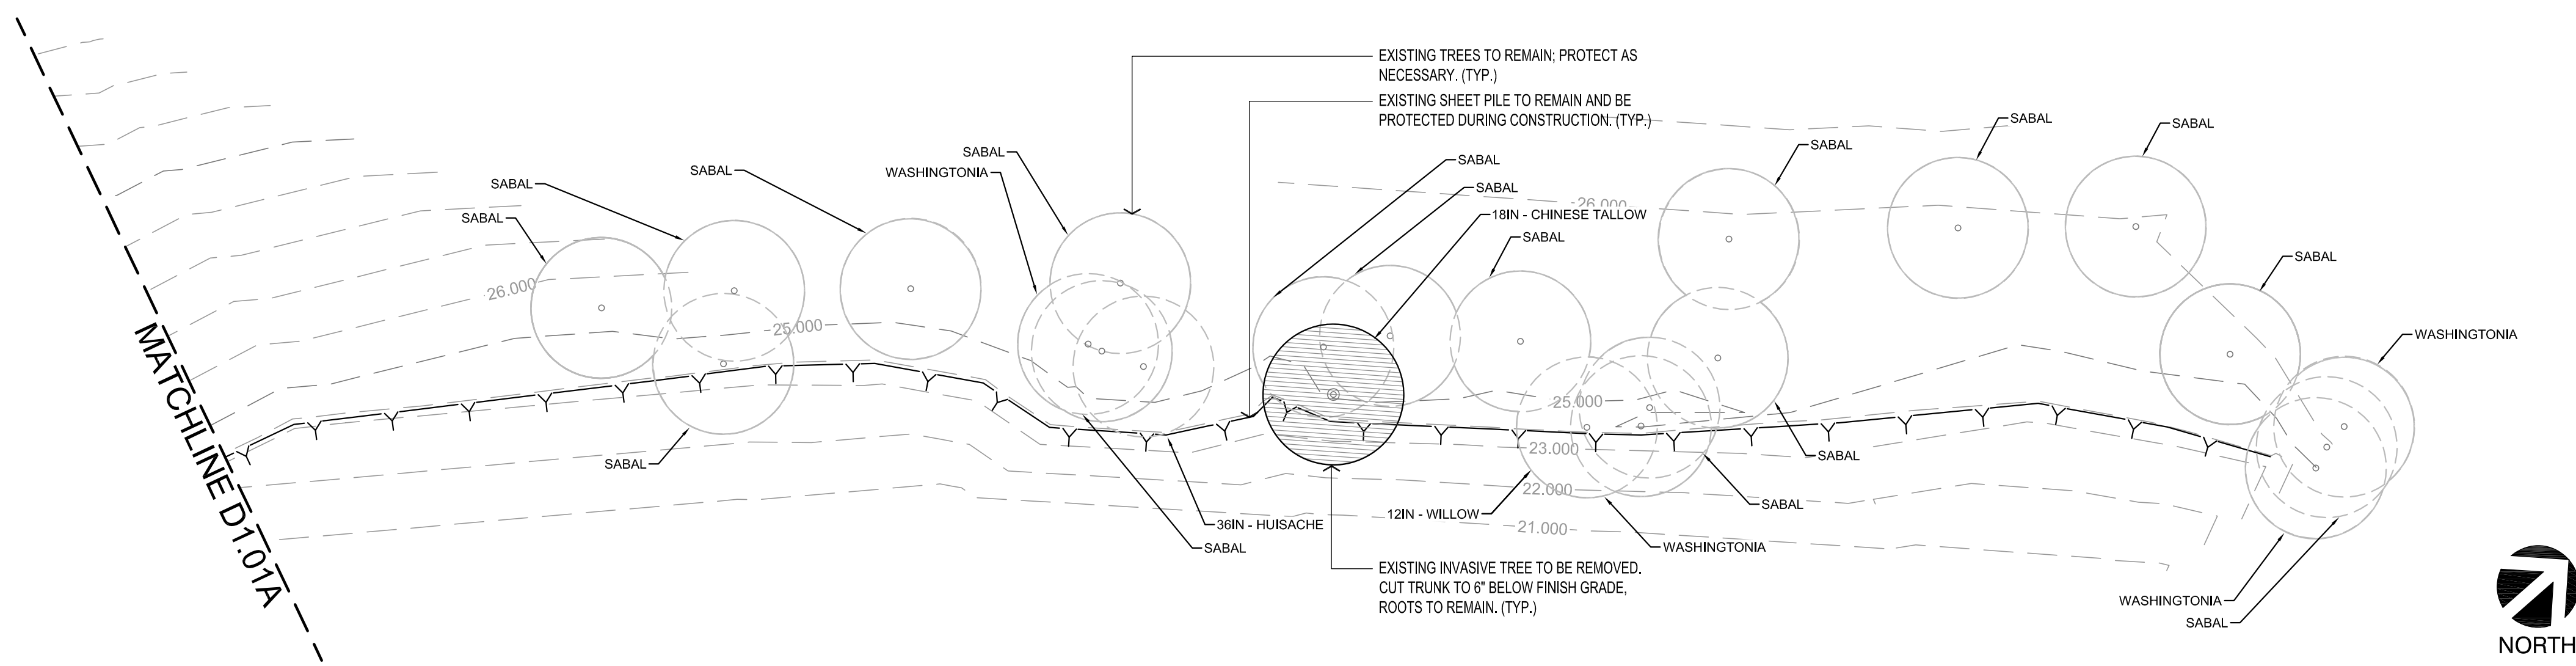 EXISTING TREES TO REMAIN; PROTECT AS
NECESSARY. (TYP.)
EXISTING SHEET PILE TO REMAIN AND BE
PROTECTED DURING CONSTRUCTION. (TYP.)
SABAL
SABAL
SABAL
SABAL
WASHINGTONIA
SABAL
SABAL
SABAL
SABAL
SABAL
26.000
18IN - CHINESE TALLOW
SABAL
SABAL
SABAL
26.000
25.000
WASHINGTONIA
MATCHLINE D1.01A
25.000
23.000
SABAL
SABAL
22.000
SABAL
12IN - WILLOW
36IN - HUISACHE
21.000
SABAL
WASHINGTONIA
EXISTING INVASIVE TREE TO BE REMOVED.
CUT TRUNK TO 6" BELOW FINISH GRADE,
ROOTS TO REMAIN. (TYP.)
WASHINGTONIA
SABAL
NORTH